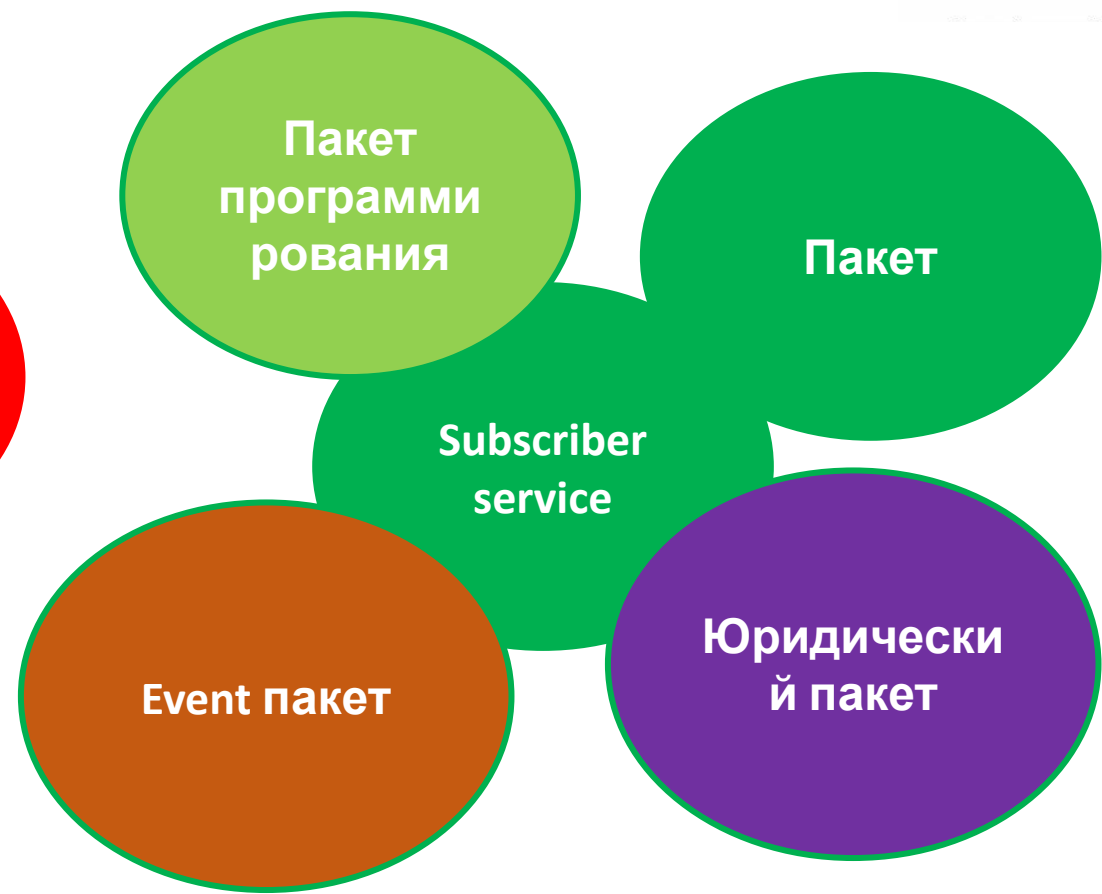 Пакет
программи
рования
Пакет
Subscriber
service
Юридически
й пакет
Event пакет